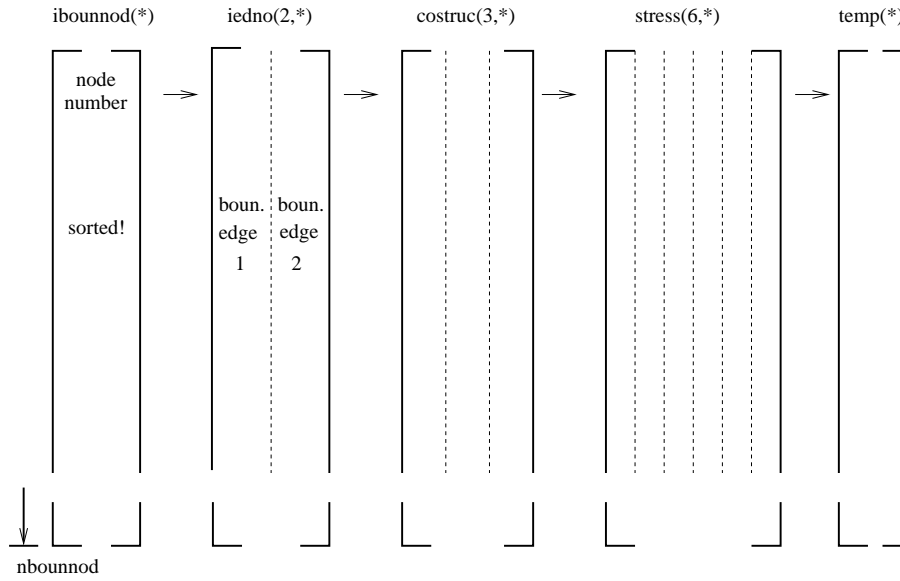 ibounnod(*)
iedno(2,*)
costruc(3,*)
stress(6,*)
temp(*)
node
number
sorted!
boun.
edge
1
boun.
edge
2
nbounnod